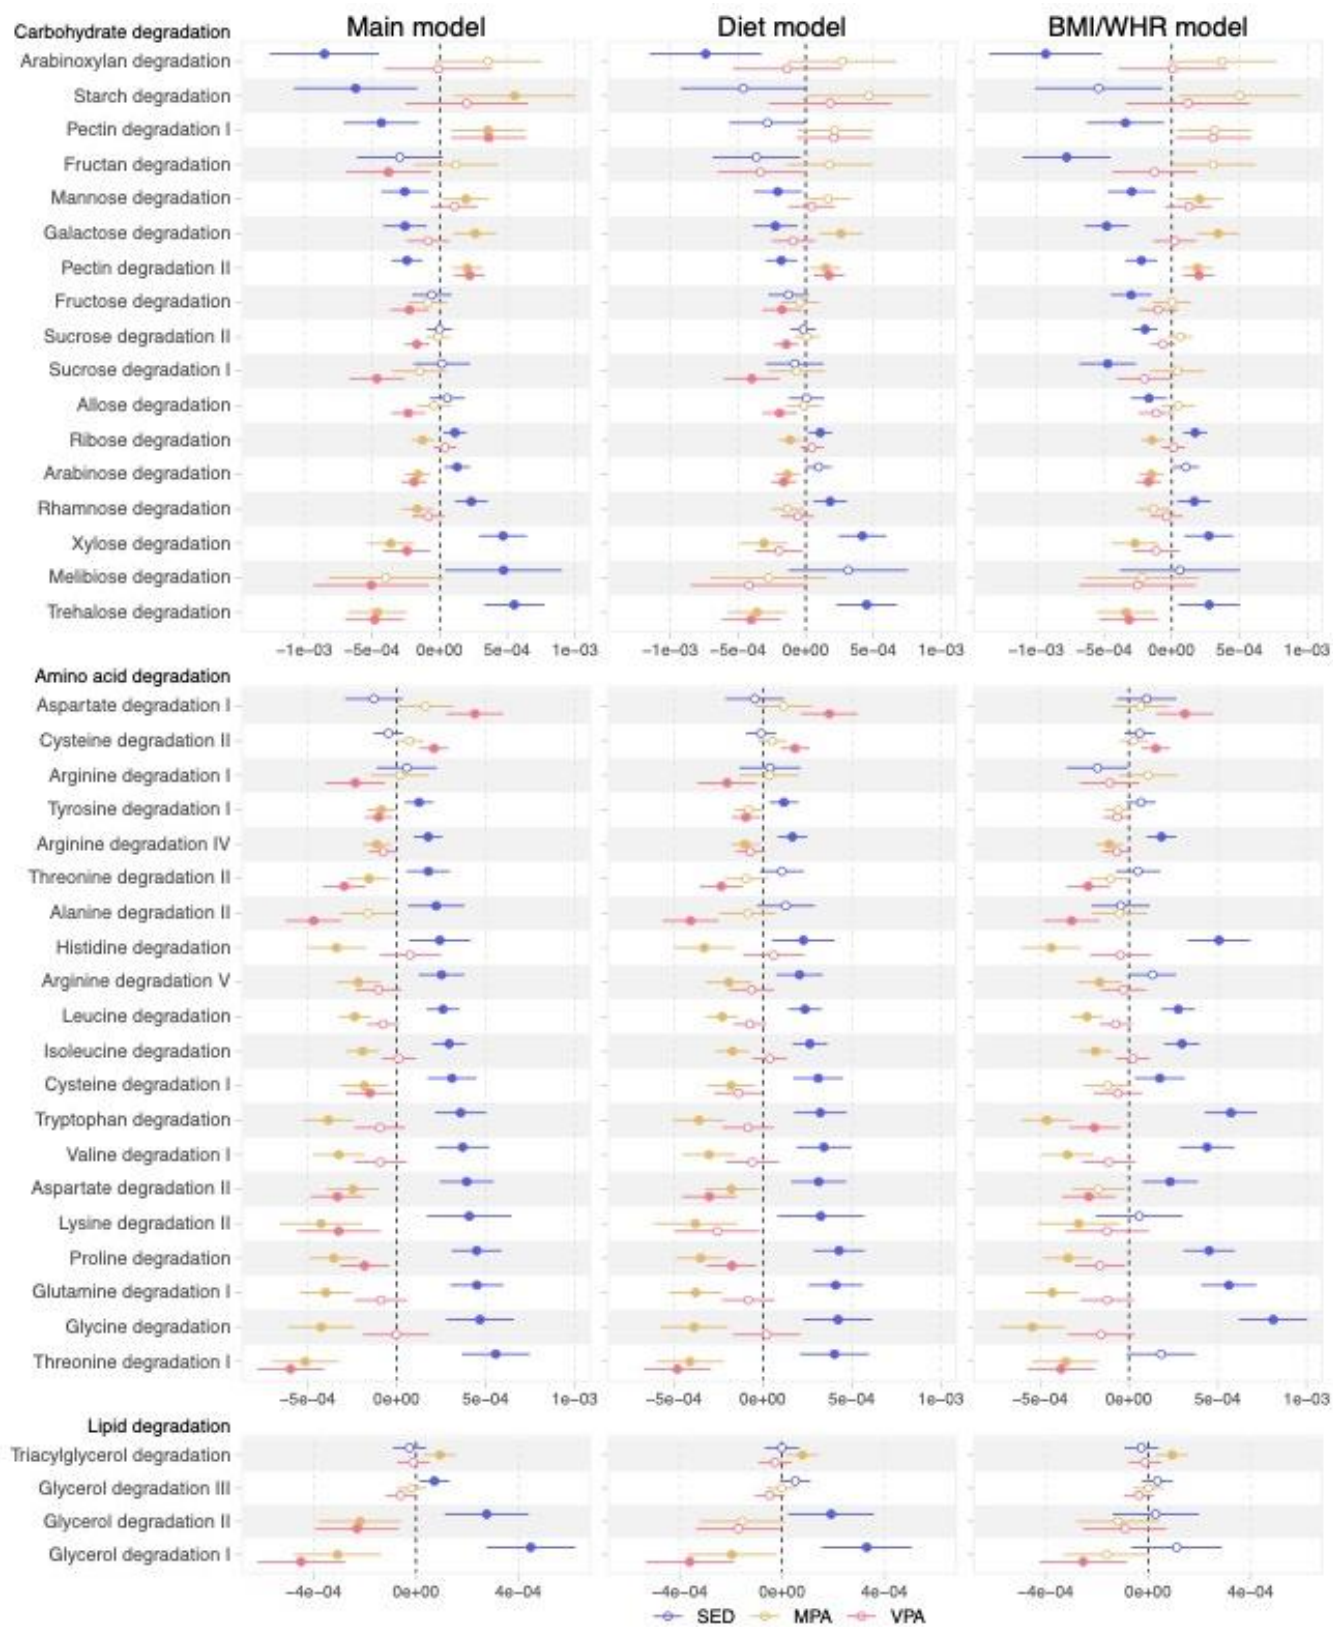 Carbohydrate degradation
Main model
Diet model
BMI/WHR model
Arabinoxylan degradation
Starch degradation
Pectin degradation I
Fructan degradation
Mannose degradation
Galactose degradation
Pectin degradation II
Fructose degradation
Sucrose degradation II
Sucrose degradation I
Allose degradation
Ribose degradation
Arabinose degradation
Rhamnose degradation
Xylose degradation
Melibiose degradation
Trehalose degradation
−1e−03 −5e−04 0e+00 5e−04 1e−03 −1e−03 −5e−04 0e+00 5e−04 1e−03 −1e−03 −5e−04 0e+00 5e−04 1e−03
Amino acid degradation
Aspartate degradation I
Cysteine degradation II
Arginine degradation I
Tyrosine degradation I
Arginine degradation IV
Threonine degradation II
Alanine degradation II
Histidine degradation
Arginine degradation V
Leucine degradation
Isoleucine degradation
Cysteine degradation I
Tryptophan degradation
Valine degradation I
Aspartate degradation II
Lysine degradation II
Proline degradation
Glutamine degradation I
Glycine degradation
Threonine degradation I
−5e−04 0e+00 5e−04 1e−03 −5e−04 0e+00 5e−04 1e−03 −5e−04 0e+00 5e−04 1e−03
Lipid degradation
Triacylglycerol degradation
Glycerol degradation III
Glycerol degradation II
Glycerol degradation I
−4e−04 0e+00 4e−04 −4e−04 0e+00 4e−04 −4e−04 0e+00 4e−04
SED MPA VPA